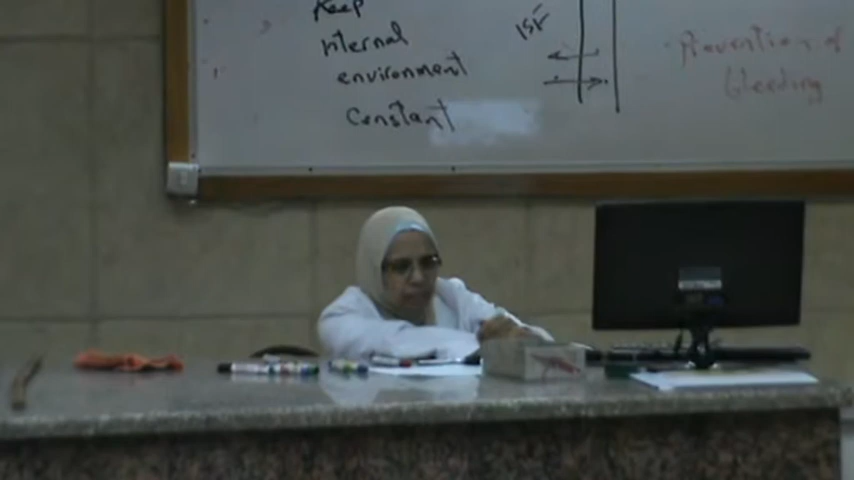 Keep
internal
environment
Constant
ISF
Prevention of
bleeding